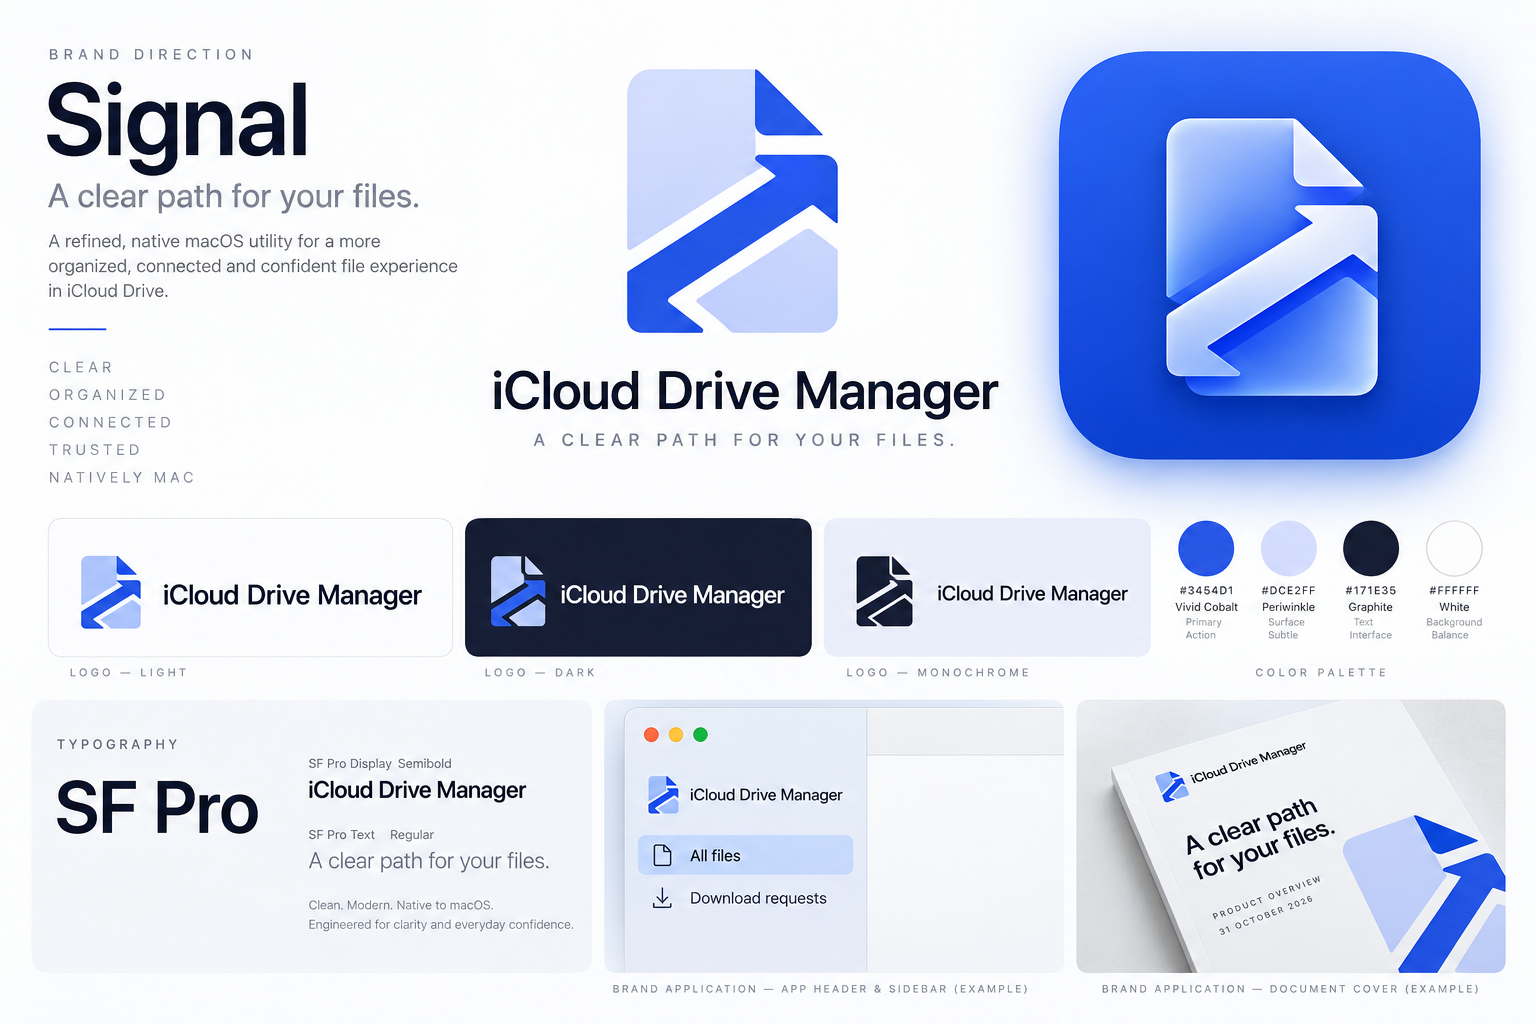 BRAND DIRECTION
Signal
A clear path for your files.
A refined, native macOS utility for a more
organized, connected and confident file experience
in iCloud Drive.
CLEAR
ORGANIZED
CONNECTED
TRUSTED
NATIVELY MAC
iCloud Drive Manager
A CLEAR PATH FOR YOUR FILES.
iCloud Drive Manager
LOGO — LIGHT
iCloud Drive Manager
LOGO — DARK
iCloud Drive Manager
LOGO — MONOCHROME
#3454D1
Vivid Cobalt
Primary
Action
#DCE2FF
Periwinkle
Surface
Subtle
#171E35
Graphite
Text
Interface
#FFFFFF
White
Background
Balance
COLOR PALETTE
TYPOGRAPHY
SF Pro
SF Pro Display Semibold
iCloud Drive Manager
SF Pro Text Regular
A clear path for your files.
Clean. Modern. Native to macOS.
Engineered for clarity and everyday confidence.
iCloud Drive Manager
All files
Download requests
BRAND APPLICATION — APP HEADER & SIDEBAR (EXAMPLE)
iCloud Drive Manager
A clear path
for your files.
PRODUCT OVERVIEW
31 OCTOBER 2026
BRAND APPLICATION — DOCUMENT COVER (EXAMPLE)